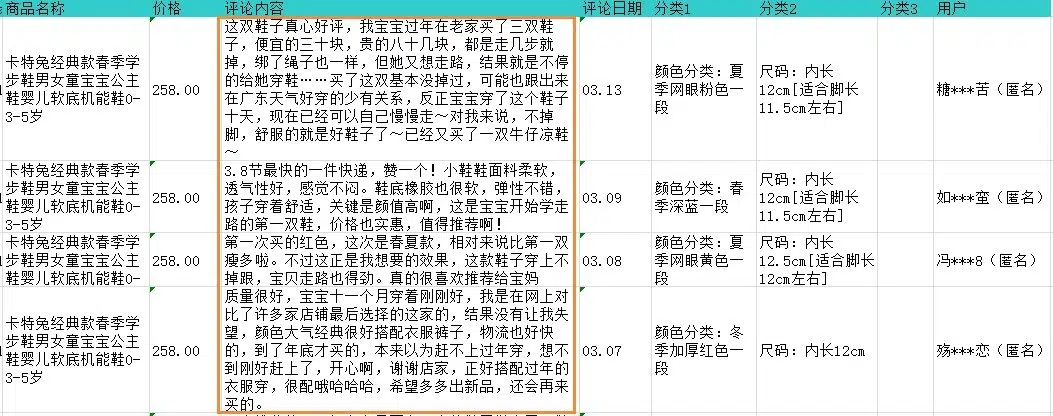 商品名称 价格 评论内容 评论日期 分类1 分类2 分类3 用户
卡特兔经典款春季学
步鞋男女童宝宝公主
鞋婴儿软底机能鞋0-
3-5岁
258.00
这双鞋子真心好评，我宝宝过年在老家买了三双鞋
子，便宜的三十块，贵的八十几块，都是走几步就
掉，绑了绳子也一样，但她又想走路，结果就是不停
的给她穿鞋……买了这双基本没掉过，可能也跟出来
在广东天气好穿的少有关系，反正宝宝穿了这个鞋子
十天，现在已经可以自己慢慢走～对我来说，不掉
脚，舒服的就是好鞋子了～已经又买了一双牛仔凉鞋
～
03.13
颜色分类：夏
季网眼粉色一
段
尺码：内长
12cm[适合脚长
11.5cm左右]
糖***苦（匿名）
卡特兔经典款春季学
步鞋男女童宝宝公主
鞋婴儿软底机能鞋0-
3-5岁
258.00
3.8节最快的一件快递，赞一个！小鞋鞋面料柔软，
透气性好，感觉不闷。鞋底橡胶也很软，弹性不错，
孩子穿着舒适，关键是颜值高啊，这是宝宝开始学走
路的第一双鞋，价格也实惠，值得推荐啊！
03.09
颜色分类：春
季深蓝一段
尺码：内长
12cm[适合脚长
11.5cm左右]
如***蛮（匿名）
卡特兔经典款春季学
步鞋男女童宝宝公主
鞋婴儿软底机能鞋0-
258.00
第一次买的红色，这次是春夏款，相对来说比第一双
瘦多啦。不过这正是我想要的效果，这款鞋子穿上不
掉跟，宝贝走路也得劲。真的很喜欢推荐给宝妈
03.08
颜色分类：夏
季网眼黄色一
段
尺码：内长
12.5cm[适合脚长
12cm左右]
冯***8（匿名）
卡特兔经典款春季学
步鞋男女童宝宝公主
鞋婴儿软底机能鞋0-
3-5岁
258.00
质量很好，宝宝十一个月穿着刚刚好，我是在网上对
比了许多家店铺最后选择的这家的，结果没有让我失
望，颜色大气经典很好搭配衣服裤子，物流也好快
的，到了年底才买的，本来以为赶不上过年穿，想不
到刚好赶上了，开心啊，谢谢店家，正好搭配过年的
衣服穿，很配哦哈哈哈，希望多多出新品，还会再来
买的。
03.07
颜色分类：冬
季加厚红色一
段
尺码：内长12cm
殇***恋（匿名）